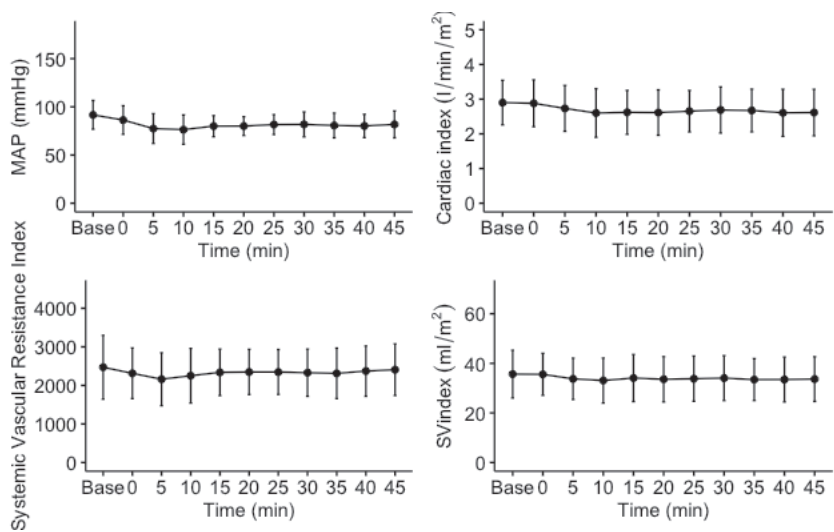 MAP (mmHg)
150
100
50
0
Base 0 5 10 15 20 25 30 35 40 45
Time (min)
Cardiac index (l/min/m²)
5
4
3
2
1
0
Base 0 5 10 15 20 25 30 35 40 45
Time (min)
Systemic Vascular Resistance Index
4000
3000
2000
1000
0
Base 0 5 10 15 20 25 30 35 40 45
Time (min)
SVindex (ml/m²)
60
40
20
0
Base 0 5 10 15 20 25 30 35 40 45
Time (min)